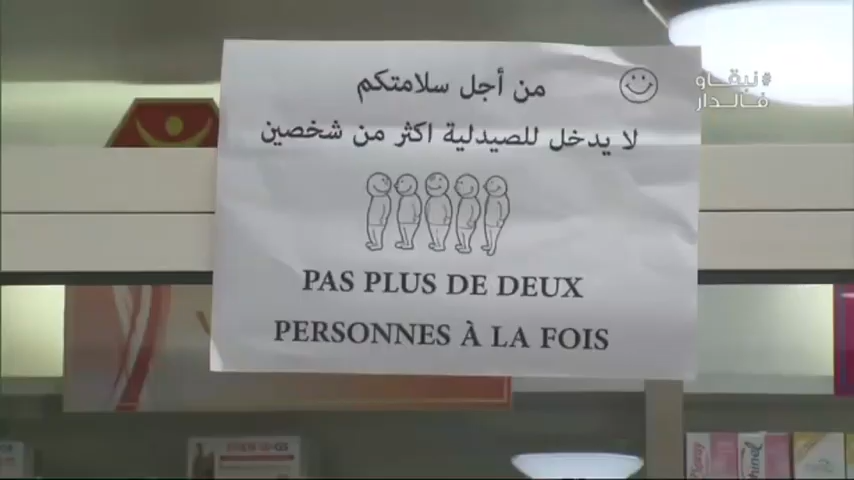 من أجل سلامتكم
لا يدخل للصيدلية اكثر من شخصين
PAS PLUS DE DEUX
PERSONNES À LA FOIS
#نبقاو
فالدار